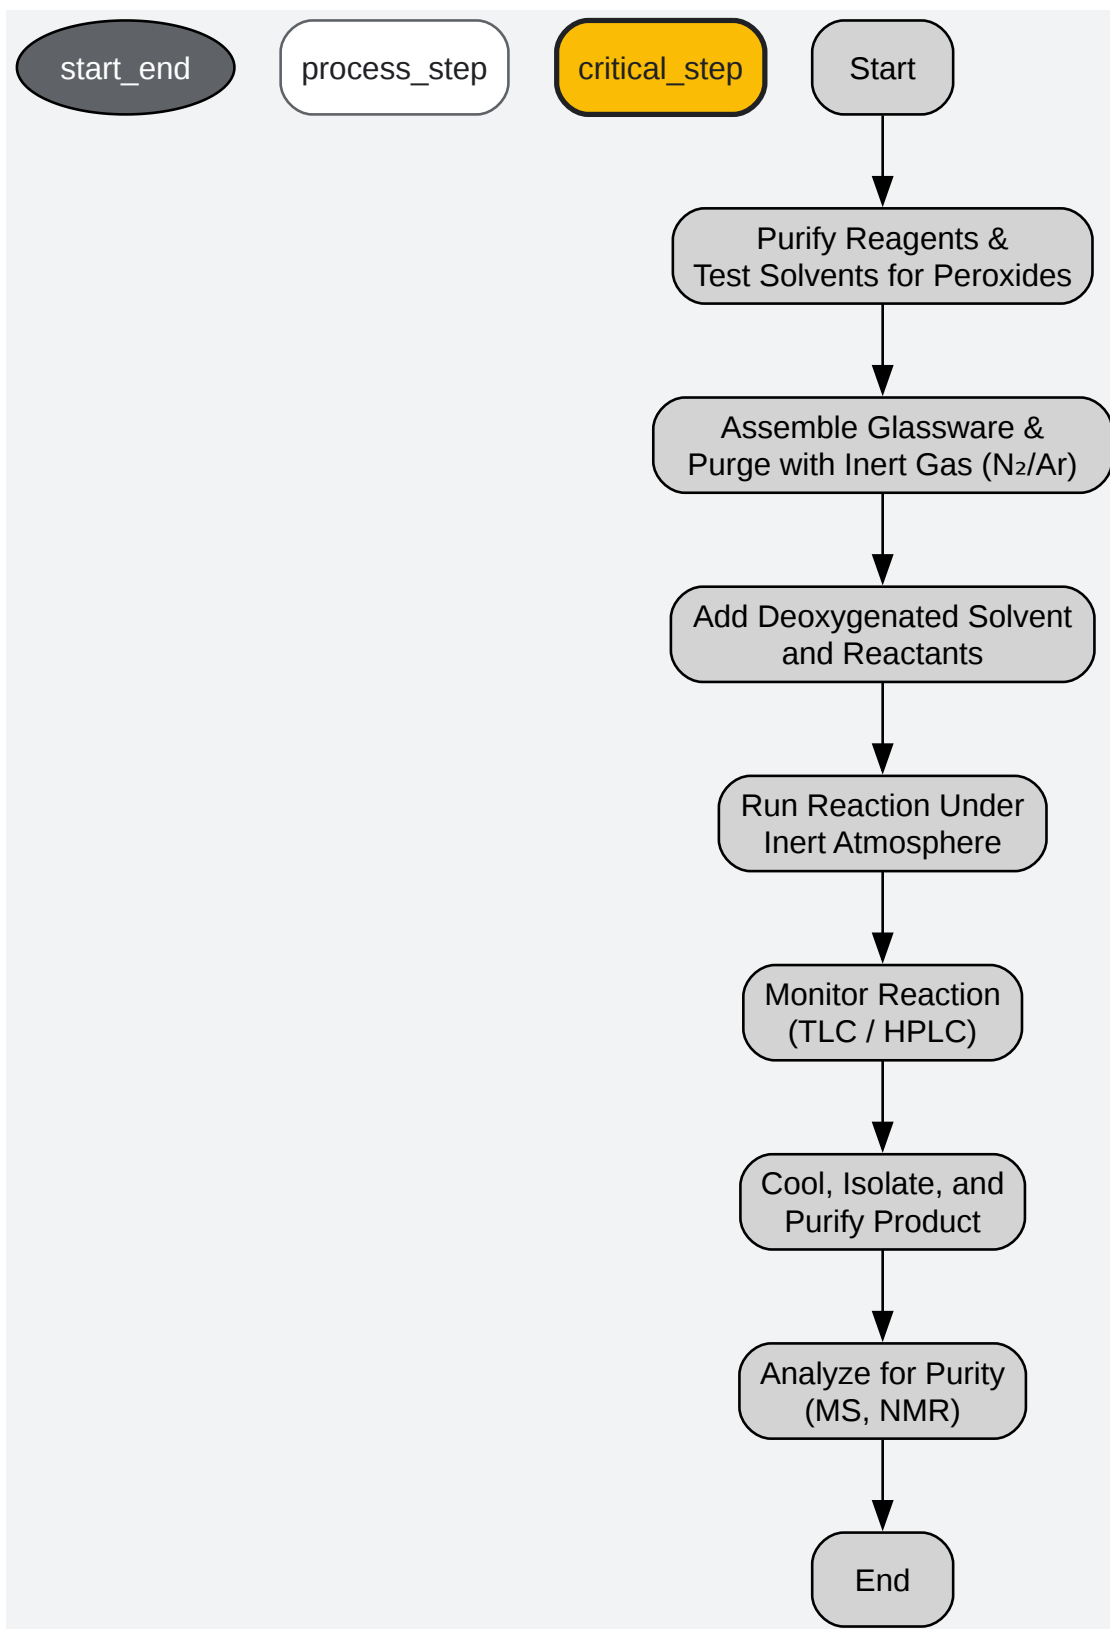 start_end
process_step
critical_step
Start
Purify Reagents &
Test Solvents for Peroxides
Assemble Glassware &
Purge with Inert Gas (N₂/Ar)
Add Deoxygenated Solvent
and Reactants
Run Reaction Under
Inert Atmosphere
Monitor Reaction
(TLC / HPLC)
Cool, Isolate, and
Purify Product
Analyze for Purity
(MS, NMR)
End